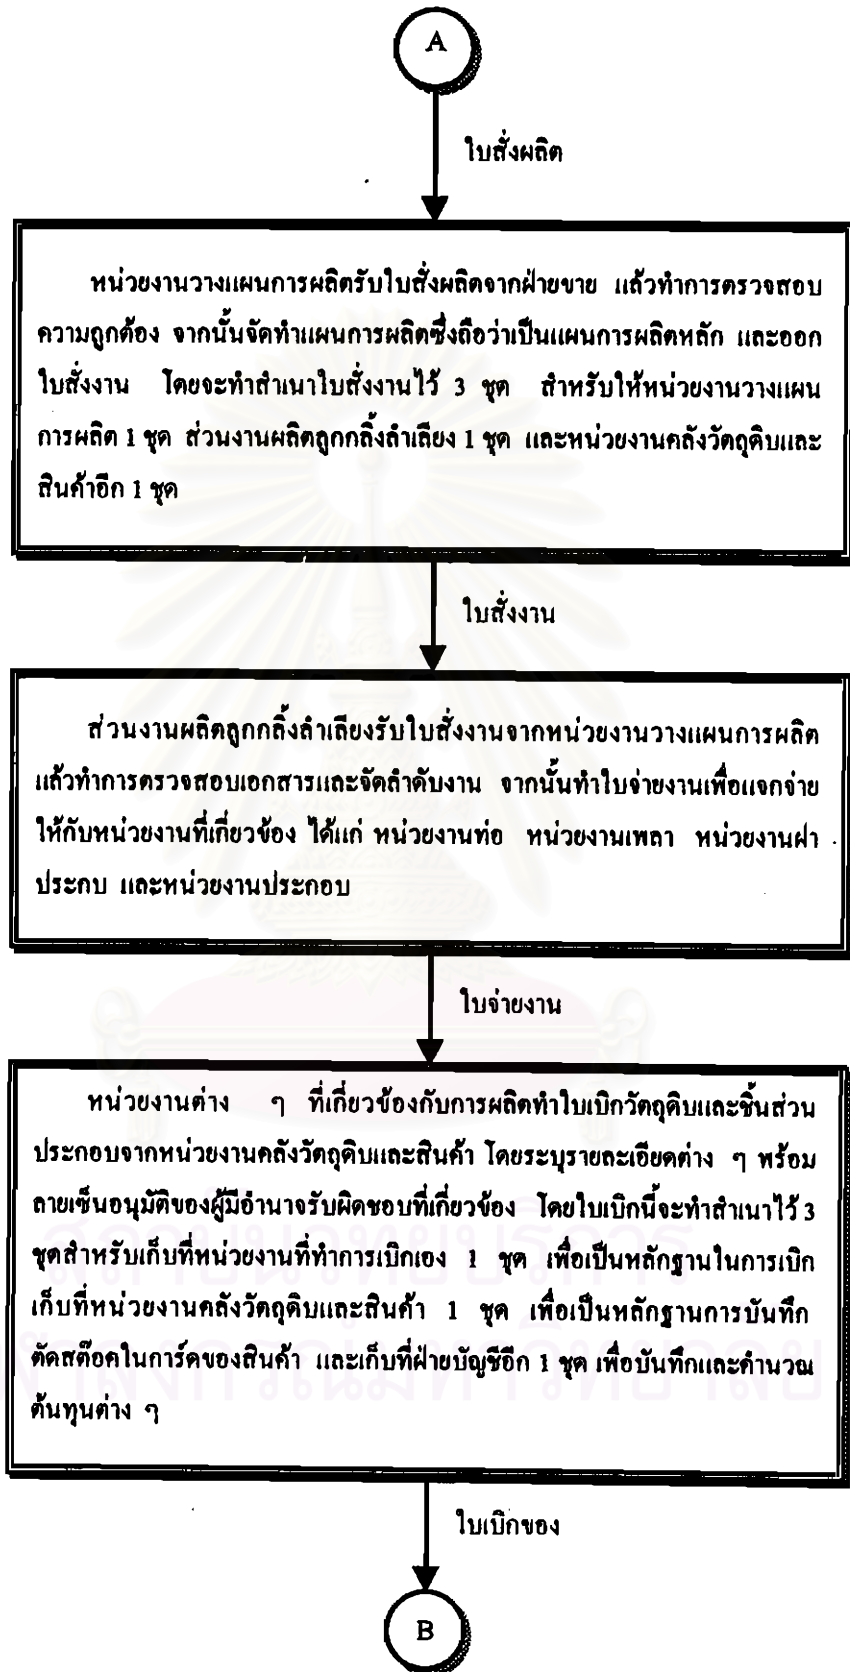 A
ใบสั่งผลิต
หน่วยงานวางแผนการผลิตรับใบสั่งผลิตจากฝ่ายขาย แล้วทำการตรวจสอบ
ความถูกต้อง จากนั้นจัดทำแผนการผลิตซึ่งถือว่าเป็นแผนการผลิตหลัก และออก
ใบสั่งงาน โดยจะทำสำเนาใบสั่งงานไว้ 3 ชุด สำหรับให้หน่วยงานวางแผน
การผลิต 1 ชุด ส่วนงานผลิตลูกกลิ้งลำเลียง 1 ชุด และหน่วยงานคลังวัตถุดิบและ
สินค้าอีก 1 ชุด
ใบสั่งงาน
ส่วนงานผลิตลูกกลิ้งลำเลียงรับใบสั่งงานจากหน่วยงานวางแผนการผลิต
แล้วทำการตรวจสอบเอกสารและจัดลำดับงาน จากนั้นทำใบจ่ายงานเพื่อแจกจ่าย
ให้กับหน่วยงานที่เกี่ยวข้อง ได้แก่ หน่วยงานท่อ หน่วยงานเพลา หน่วยงานฝา
ประกบ และหน่วยงานประกอบ
ใบจ่ายงาน
หน่วยงานต่าง ๆ ที่เกี่ยวข้องกับการผลิตทำใบเบิกวัตถุดิบและชิ้นส่วน
ประกอบจากหน่วยงานคลังวัตถุดิบและสินค้า โดยระบุรายละเอียดต่าง ๆ พร้อม
ลายเซ็นอนุมัติของผู้มีอำนาจรับผิดชอบที่เกี่ยวข้อง โดยใบเบิกนี้จะทำสำเนาไว้ 3
ชุดสำหรับเก็บที่หน่วยงานที่ทำการเบิกเอง 1 ชุด เพื่อเป็นหลักฐานในการเบิก
เก็บที่หน่วยงานคลังวัตถุดิบและสินค้า 1 ชุด เพื่อเป็นหลักฐานการบันทึก
ตัดสต๊อคในการ์ดของสินค้า และเก็บที่ฝ่ายบัญชีอีก 1 ชุด เพื่อบันทึกและคำนวณ
ต้นทุนต่าง ๆ
สถาบันวิทยบริการ
จุฬาลงกรณ์มหาวิทยาลัย
ใบเบิกของ
B